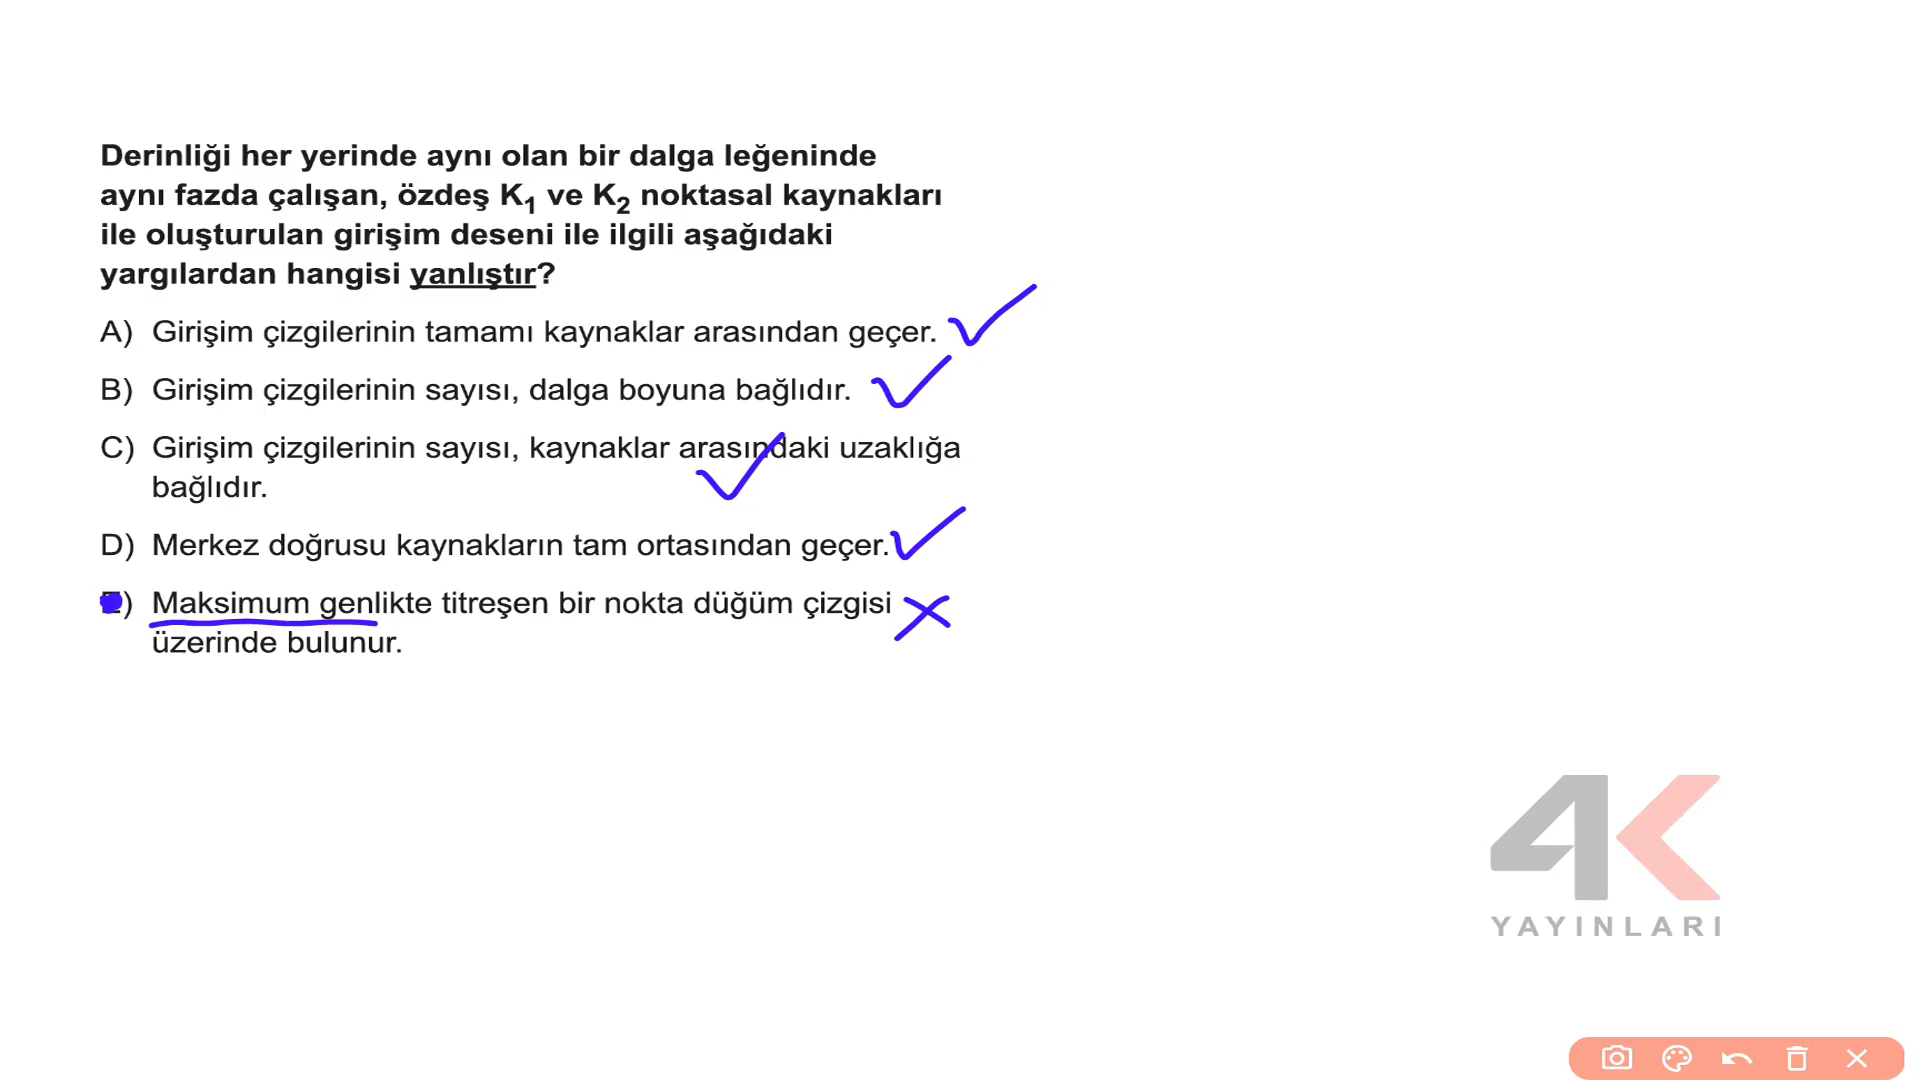 Derinliği her yerinde aynı olan bir dalga leğeninde
aynı fazda çalışan, özdeş K1 ve K2 noktasal kaynakları
ile oluşturulan girişim deseni ile ilgili aşağıdaki
yargılardan hangisi yanlıştır?
A) Girişim çizgilerinin tamamı kaynaklar arasından geçer.
B) Girişim çizgilerinin sayısı, dalga boyuna bağlıdır.
C) Girişim çizgilerinin sayısı, kaynaklar arasındaki uzaklığa
bağlıdır.
D) Merkez doğrusu kaynakların tam ortasından geçer.
E) Maksimum genlikte titreşen bir nokta düğüm çizgisi
üzerinde bulunur.
4K
YAYINLARI